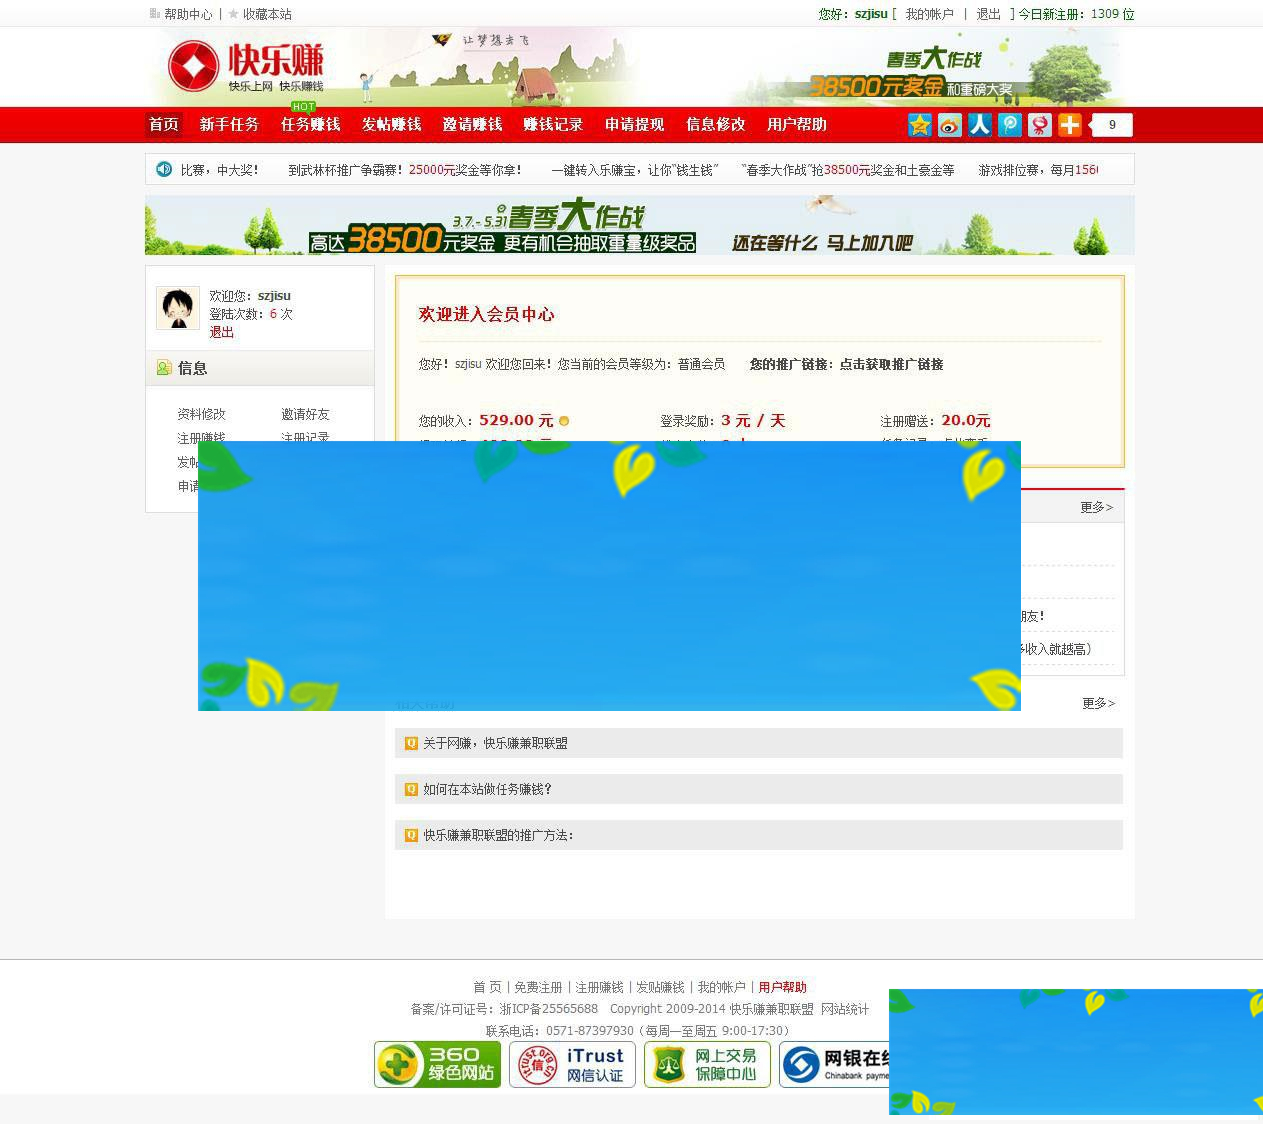 帮助中心 | 收藏本站
您好：szjisu [ 我的帐户 | 退出 ] 今日新注册：1309 位
快乐赚
快乐上网 快乐赚钱
让梦想去飞
春季大作战
38500元奖金和重磅大奖
HOT
首页 新手任务 任务赚钱 发帖赚钱 邀请赚钱 赚钱记录 申请提现 信息修改 用户帮助
9
比赛，中大奖！ 到武林杯推广争霸赛！25000元奖金等你拿！ 一键转入乐赚宝，让你“钱生钱” “春季大作战”抢38500元奖金和土豪金等 游戏排位赛，每月156
3.7.-5.31春季大作战
高达38500元奖金 更有机会抽取重量级奖品
还在等什么 马上加入吧
欢迎您：szjisu
登陆次数：6 次
退出
信息
资料修改 邀请好友
注册赚钱 注册记录
发帖
申请
欢迎进入会员中心
您好！szjisu 欢迎您回来！您当前的会员等级为：普通会员 您的推广链接：点击获取推广链接
您的收入：529.00 元 登录奖励：3 元 / 天 注册赠送：20.0元
更多>
朋友！
多收入就越高）
更多>
关于网赚，快乐赚兼职联盟
如何在本站做任务赚钱？
快乐赚兼职联盟的推广方法：
首 页 | 免费注册 | 注册赚钱 | 发贴赚钱 | 我的帐户 | 用户帮助
备案/许可证号：浙ICP备25565688 Copyright 2009-2014 快乐赚兼职联盟 网站统计
联系电话：0571-87397930（每周一至周五 9:00-17:30）
360
绿色网站
itrust.org.cn
信
iTrust
网信认证
网上交易
保障中心
网银在线
Chinabank payme